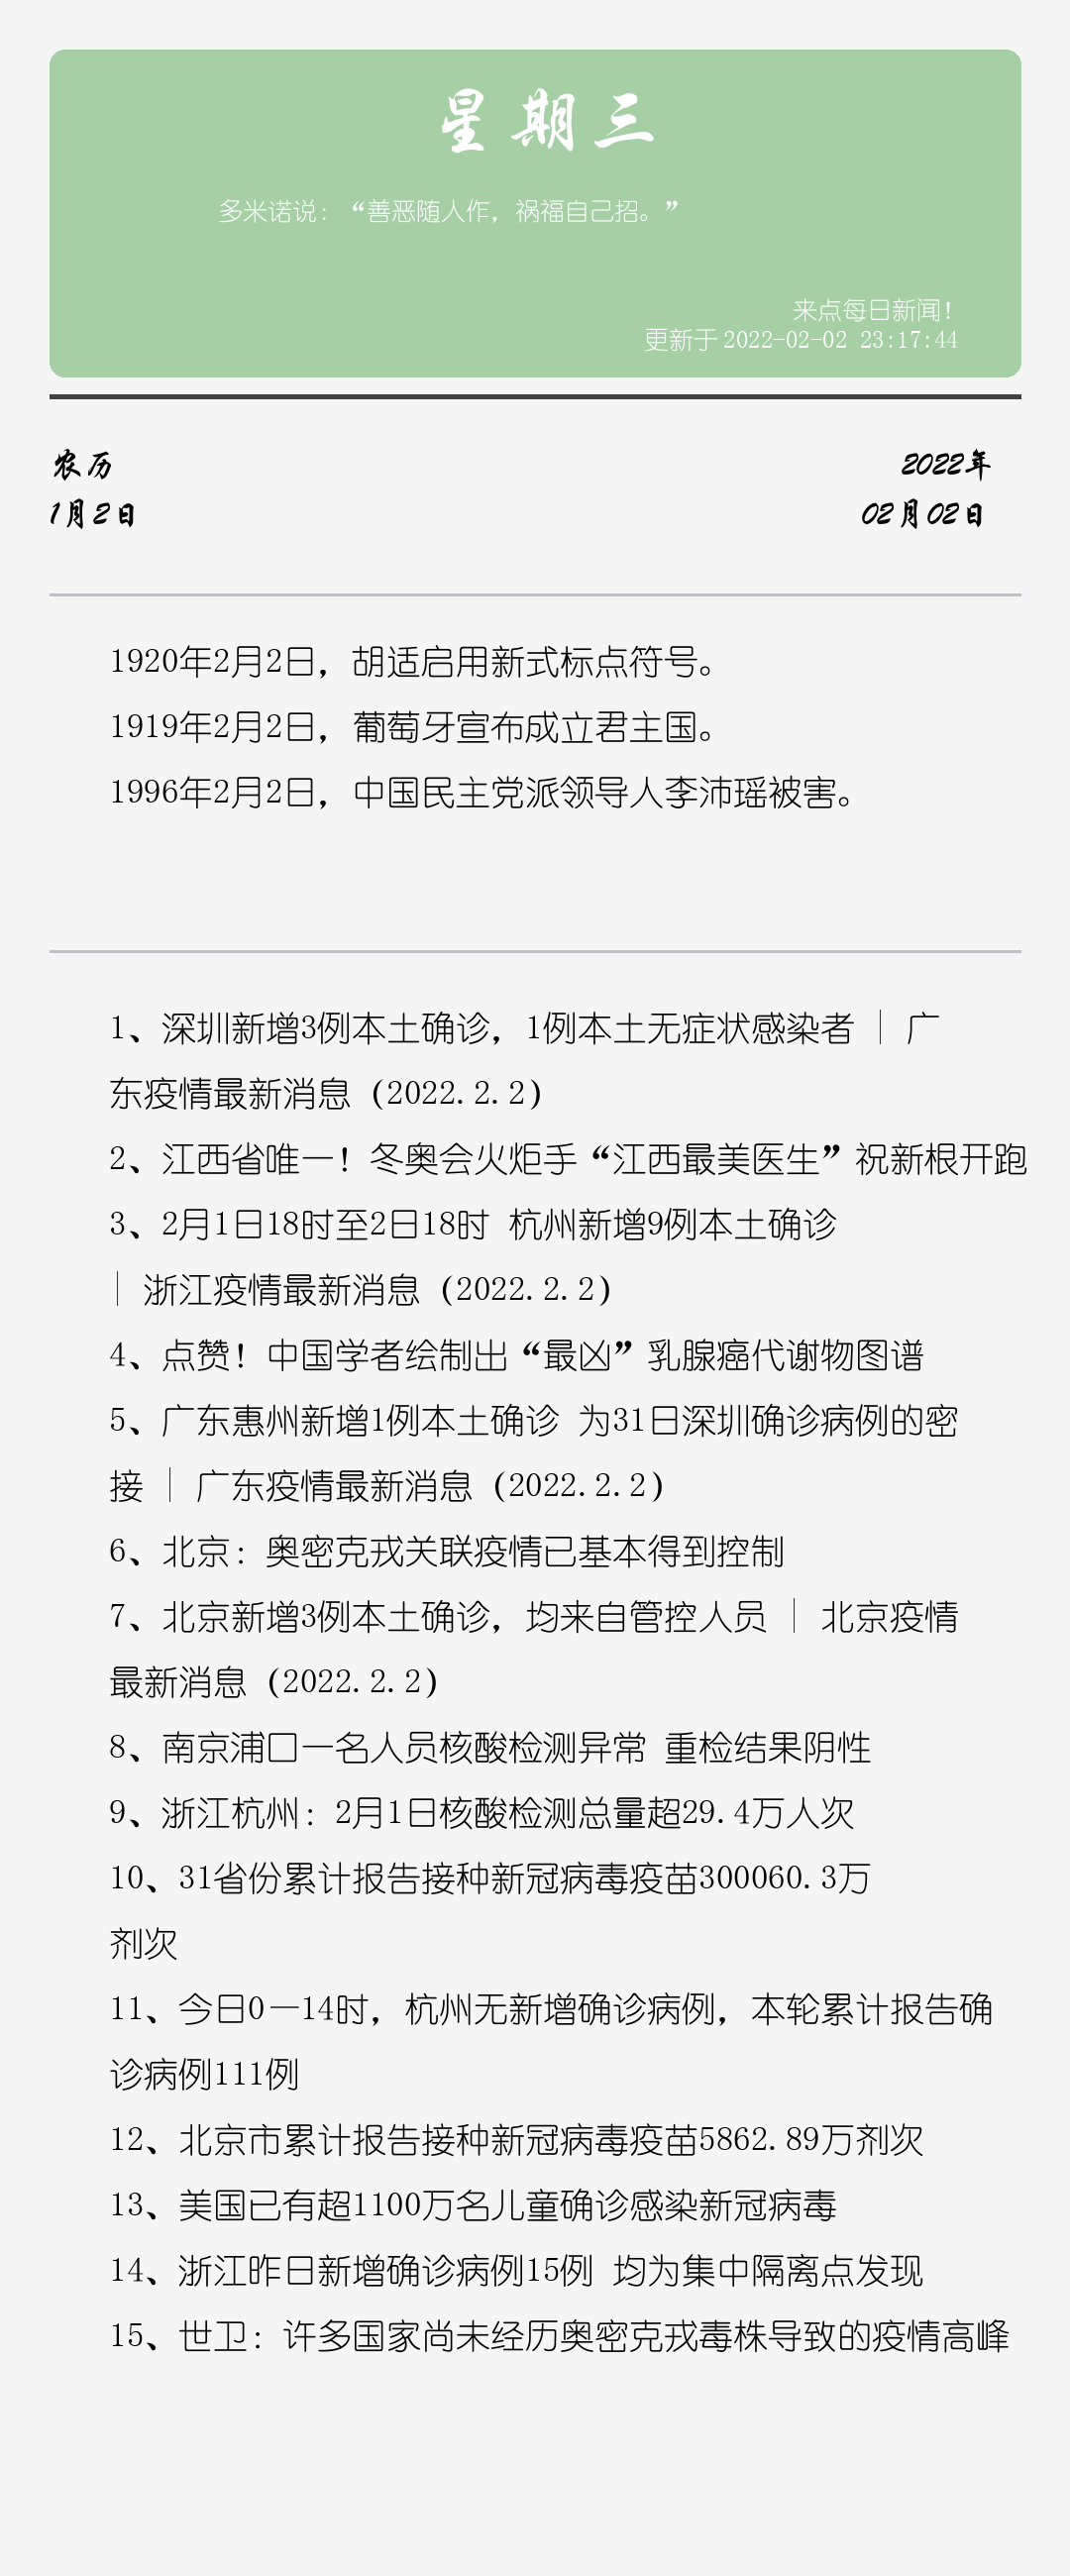 星期三
多米诺说：“善恶随人作，祸福自己招。”
来点每日新闻！
更新于 2022-02-02 23:17:44
农历
2022年
1月2日
02月02日
1920年2月2日，胡适启用新式标点符号。
1919年2月2日，葡萄牙宣布成立君主国。
1996年2月2日，中国民主党派领导人李沛瑶被害。
1、深圳新增3例本土确诊，1例本土无症状感染者 | 广
东疫情最新消息（2022.2.2）
2、江西省唯一！冬奥会火炬手“江西最美医生”祝新根开跑
3、2月1日18时至2日18时 杭州新增9例本土确诊
| 浙江疫情最新消息（2022.2.2）
4、点赞！中国学者绘制出“最凶”乳腺癌代谢物图谱
5、广东惠州新增1例本土确诊 为31日深圳确诊病例的密
接 | 广东疫情最新消息（2022.2.2）
6、北京：奥密克戎关联疫情已基本得到控制
7、北京新增3例本土确诊，均来自管控人员 | 北京疫情
最新消息（2022.2.2）
8、南京浦口一名人员核酸检测异常 重检结果阴性
9、浙江杭州：2月1日核酸检测总量超29.4万人次
10、31省份累计报告接种新冠病毒疫苗300060.3万
剂次
11、今日0—14时，杭州无新增确诊病例，本轮累计报告确
诊病例111例
12、北京市累计报告接种新冠病毒疫苗5862.89万剂次
13、美国已有超1100万名儿童确诊感染新冠病毒
14、浙江昨日新增确诊病例15例 均为集中隔离点发现
15、世卫：许多国家尚未经历奥密克戎毒株导致的疫情高峰